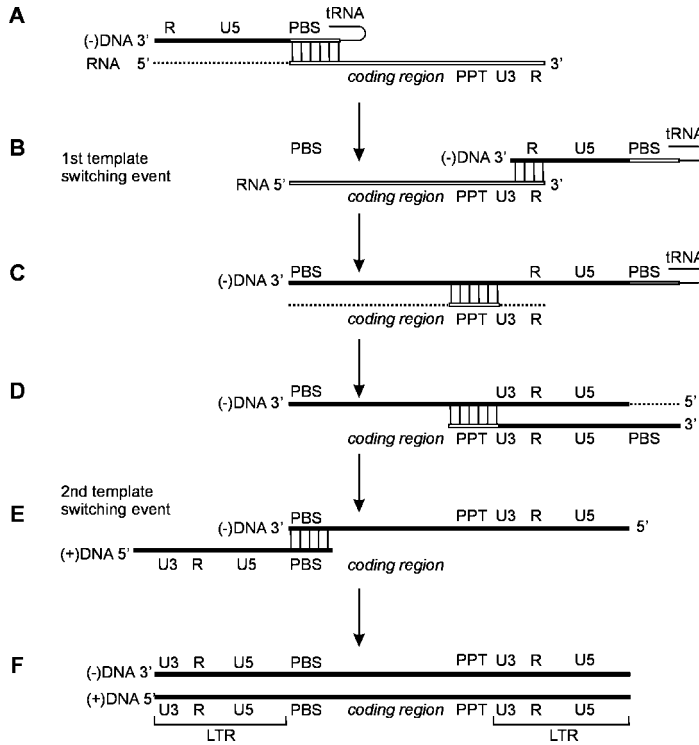 A
R U5 PBS tRNA
(-)DNA 3'
RNA 5' 3'
coding region PPT U3 R
B
1st template
switching event
PBS R U5 PBS tRNA
(-)DNA 3'
RNA 5' 3'
coding region PPT U3 R
C
PBS R U5 PBS tRNA
(-)DNA 3'
coding region PPT U3 R
D
PBS U3 R U5
(-)DNA 3' 5'
3'
coding region PPT U3 R U5 PBS
2nd template
switching event
E
PBS PPT U3 R U5
(-)DNA 3' 5'
(+)DNA 5'
U3 R U5 PBS coding region
F
U3 R U5 PBS PPT U3 R U5
(-)DNA 3'
(+)DNA 5'
U3 R U5 PBS coding region PPT U3 R U5
LTR LTR